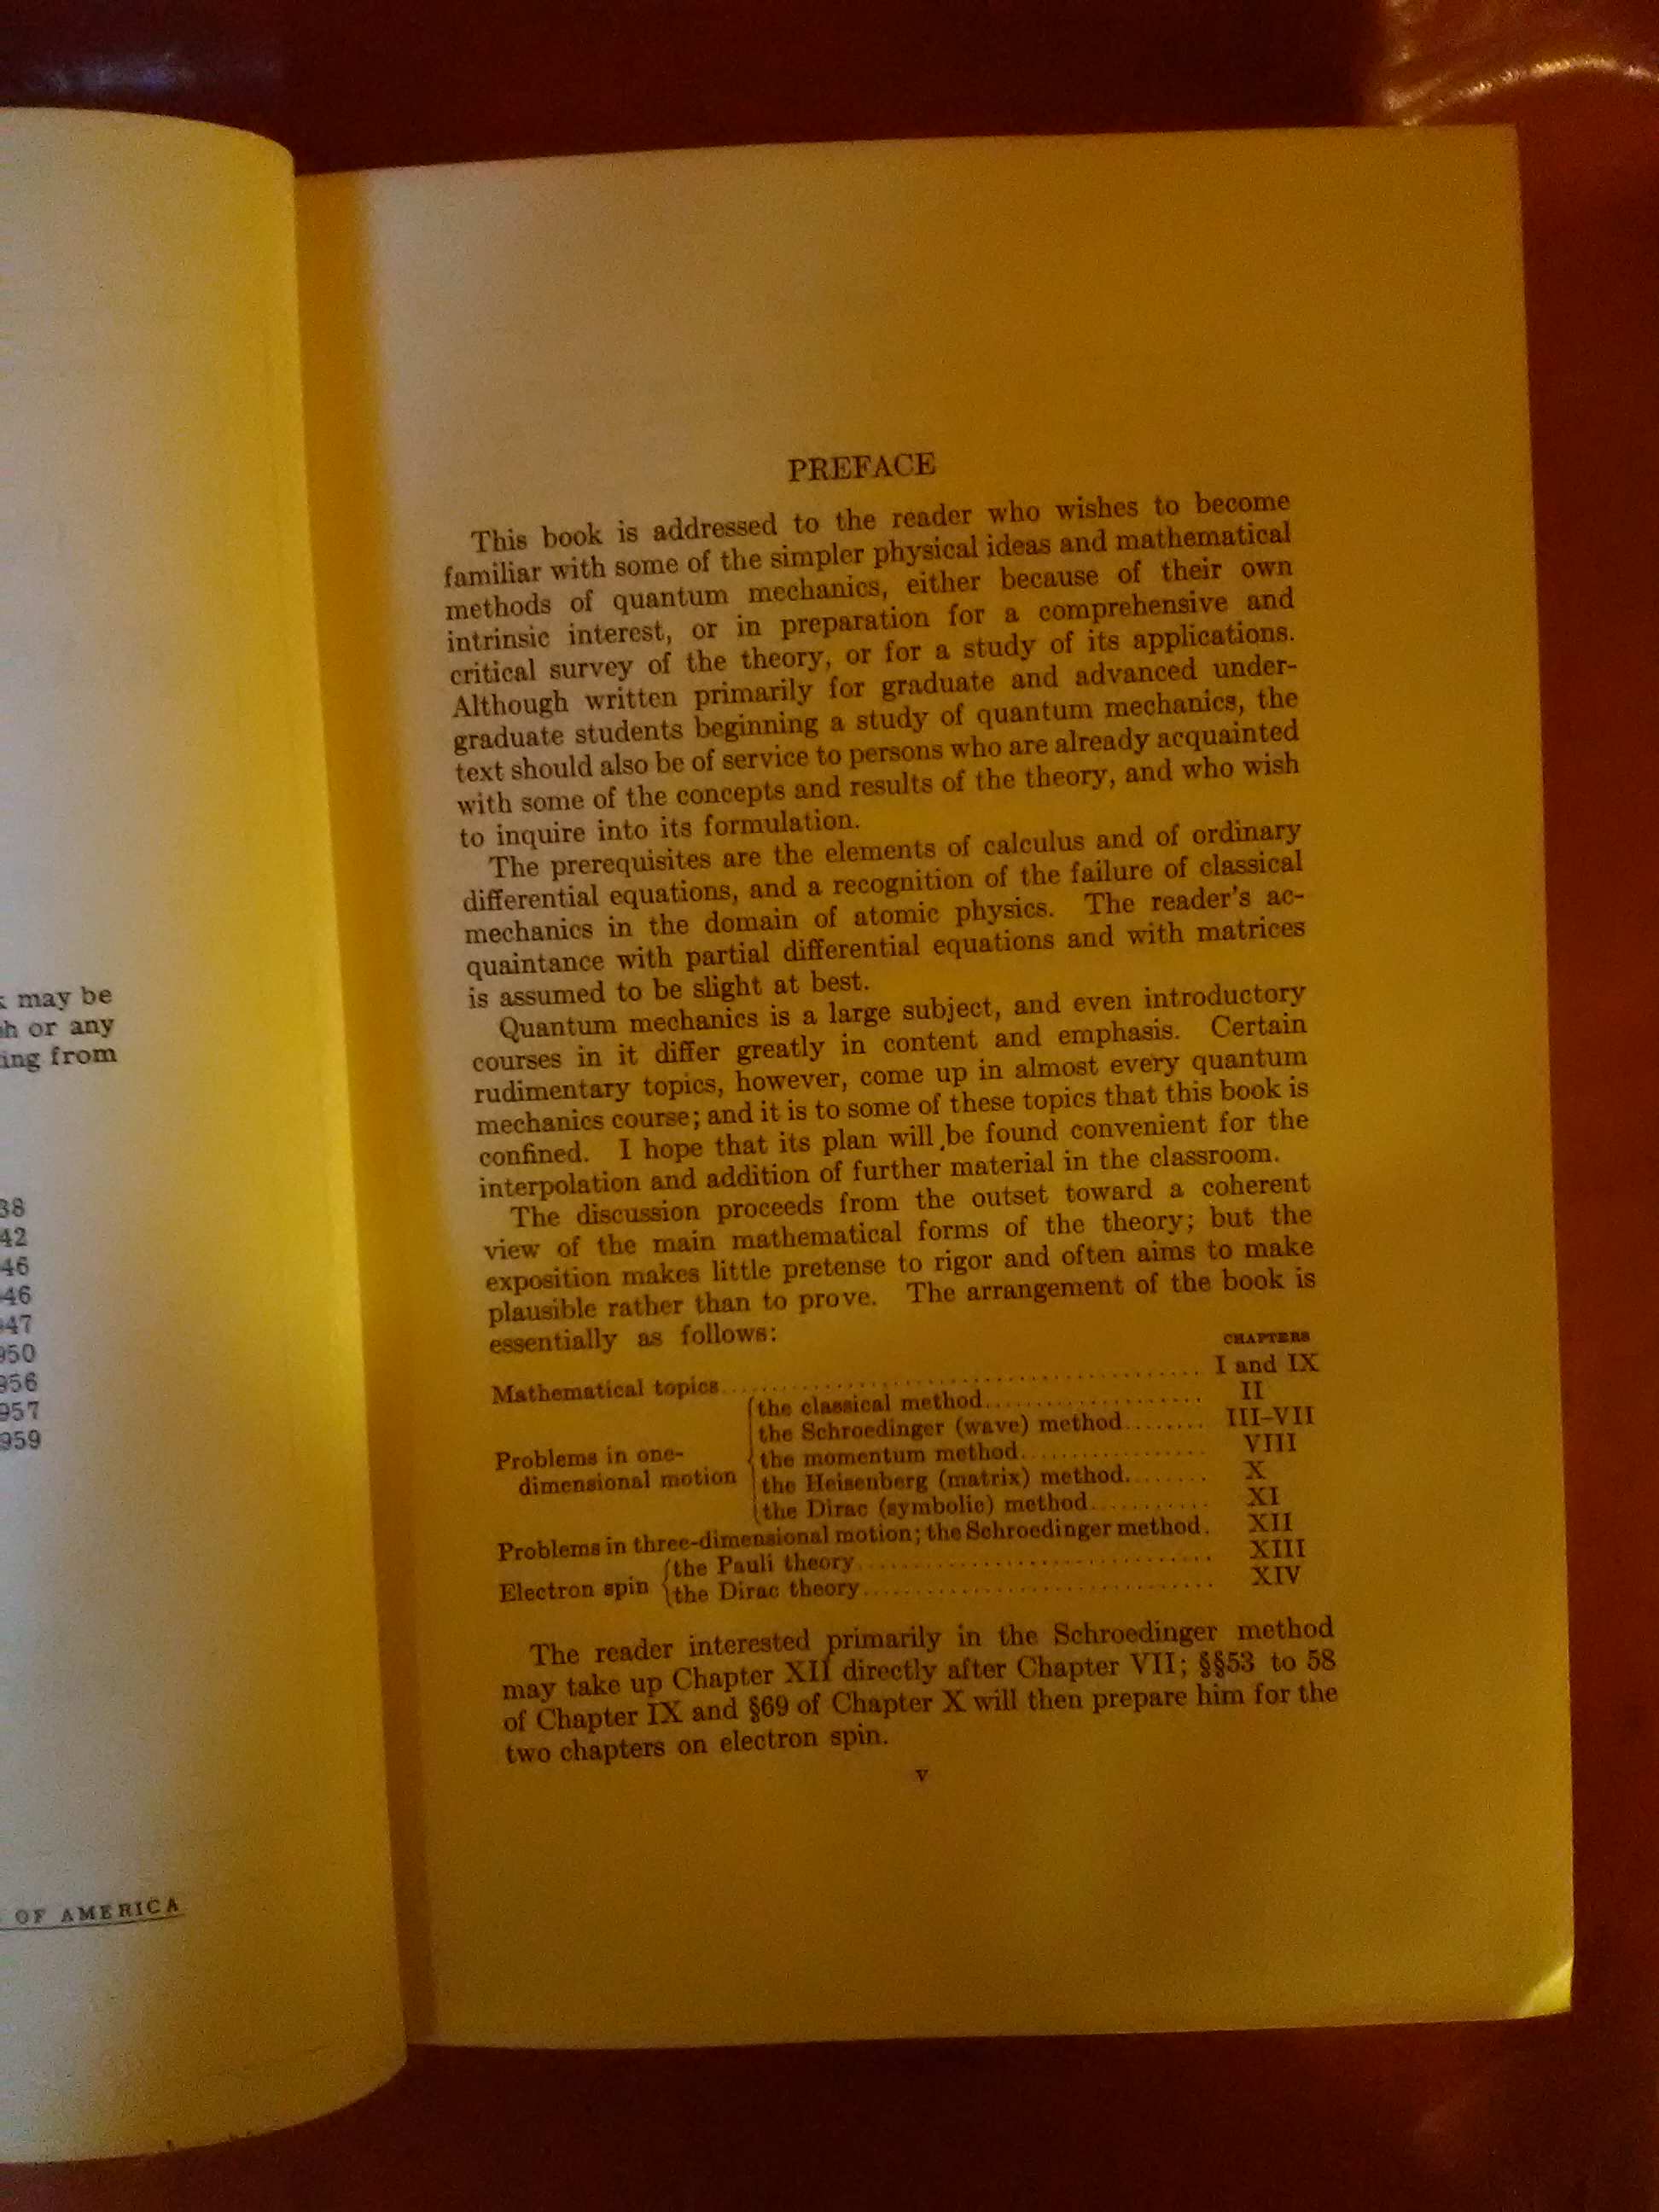 may be
or any
ing from
38
42
46
46
47
950
956
957
959
OF AMERICA
PREFACE
This book is addressed to the reader who wishes to become
familiar with some of the simpler physical ideas and mathematical
methods of quantum mechanics, either because of their own
intrinsic interest, or in preparation for a comprehensive and
critical survey of the theory, or for a study of its applications.
Although written primarily for graduate and advanced under-
graduate students beginning a study of quantum mechanics, the
text should also be of service to persons who are already acquainted
with some of the concepts and results of the theory, and who wish
to inquire into its formulation.
The prerequisites are the elements of calculus and of ordinary
differential equations, and a recognition of the failure of classical
mechanics in the domain of atomic physics. The reader's ac-
quaintance with partial differential equations and with matrices
is assumed to be slight at best.
Quantum mechanics is a large subject, and even introductory
courses in it differ greatly in content and emphasis. Certain
rudimentary topics, however, come up in almost every quantum
mechanics course; and it is to some of these topics that this book is
confined. I hope that its plan will be found convenient for the
interpolation and addition of further material in the classroom.
The discussion proceeds from the outset toward a coherent
view of the main mathematical forms of the theory; but the
exposition makes little pretense to rigor and often aims to make
plausible rather than to prove. The arrangement of the book is
essentially as follows:
CHAPTERS
Mathematical topics........................................ I and IX
the classical method.................... II
the Schroedinger (wave) method........ III–VII
Problems in one-
the momentum method................. VIII
dimensional motion
the Heisenberg (matrix) method........ X
the Dirac (symbolic) method........... XI
Problems in three-dimensional motion; the Schroedinger method. XII
the Pauli theory............................... XIII
Electron spin
the Dirac theory.............................. XIV
The reader interested primarily in the Schroedinger method
may take up Chapter XII directly after Chapter VII; §§53 to 58
of Chapter IX and §69 of Chapter X will then prepare him for the
two chapters on electron spin.
v